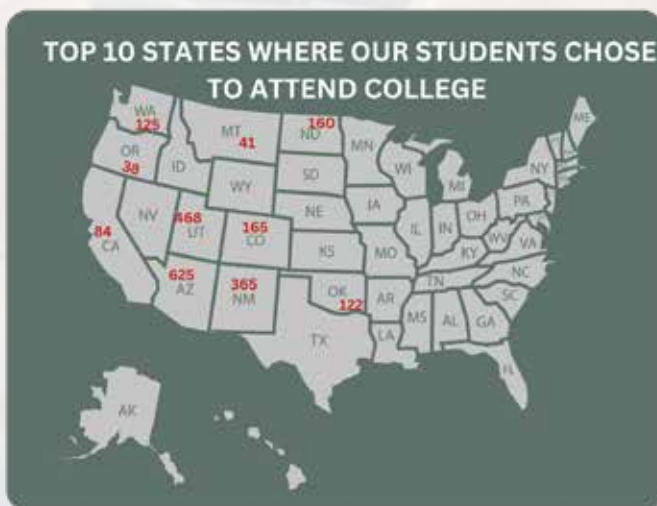 TOP 10 STATES WHERE OUR STUDENTS CHOSE
TO ATTEND COLLEGE
WA
125
MT
41
160
ND
MN
ME
OR
38
ID
WY
SD
WI
MI
NY
NE
IA
PA
84
CA
NV
468
UT
165
CO
KS
MO
IL
IN
OH
WV
VA
KY
625
AZ
365
NM
OK
122
AR
TN
NC
SC
TX
LA
MS
AL
GA
FL
AK